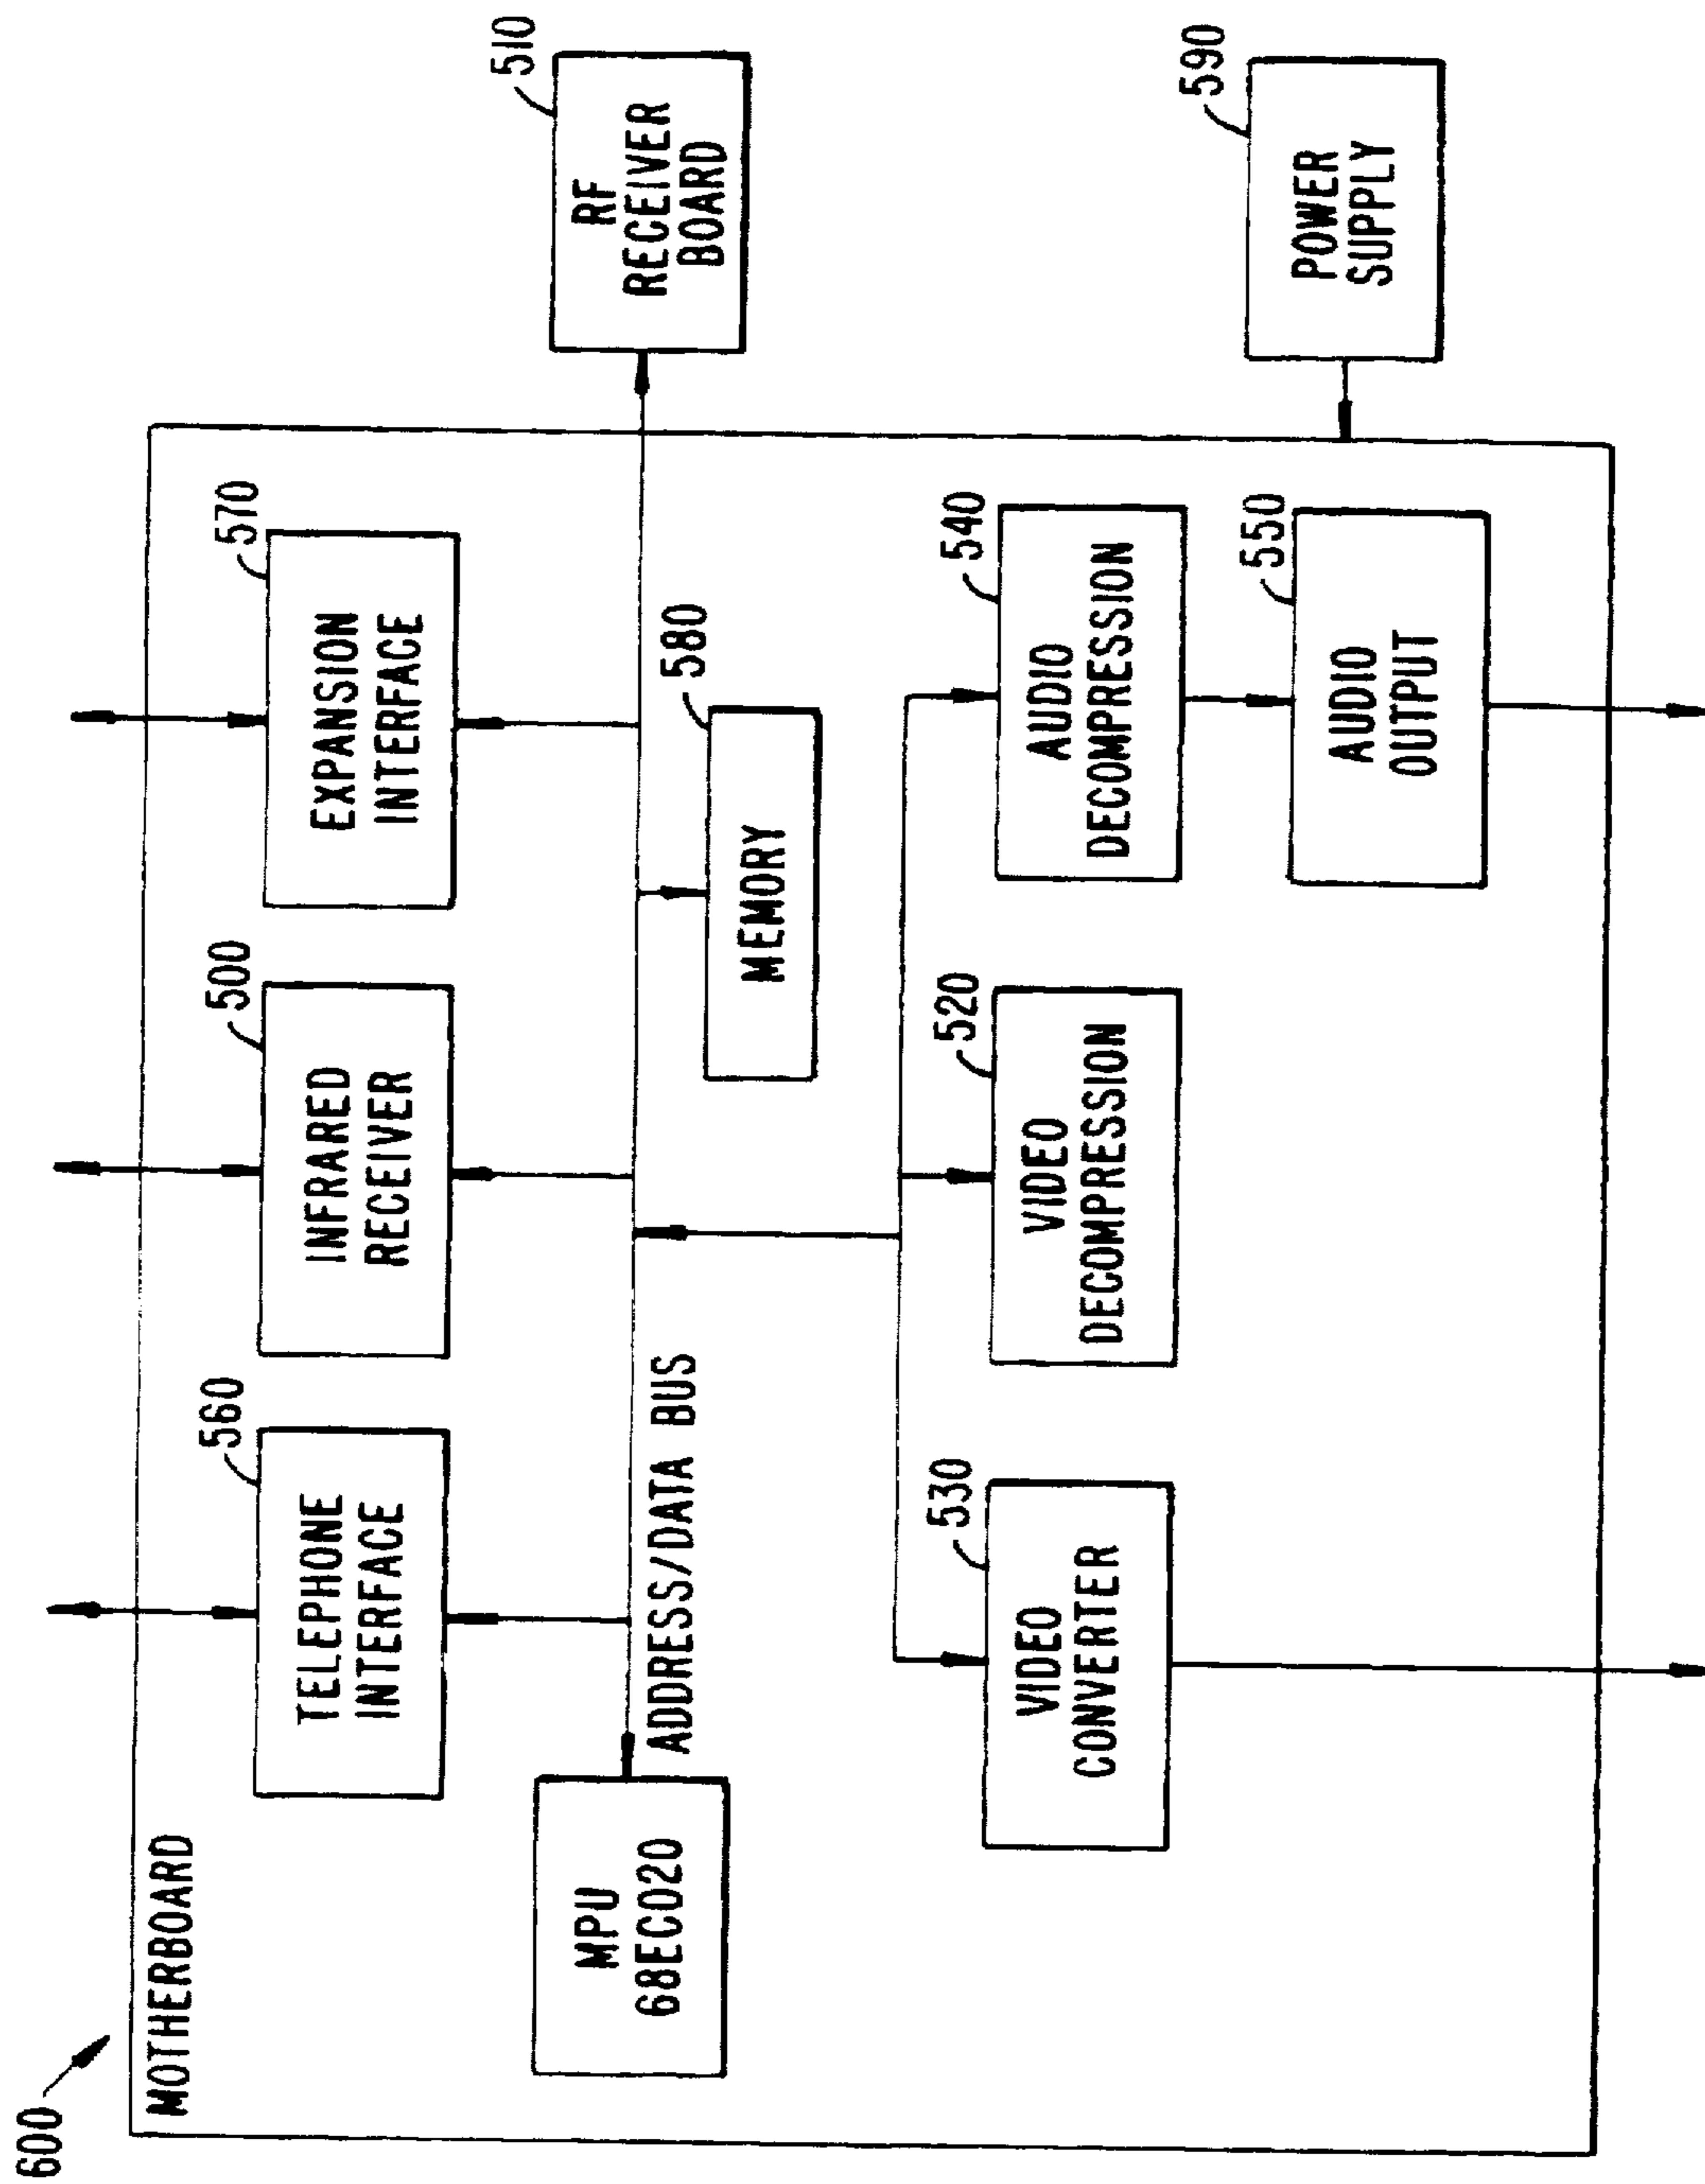 600
MOTHERBOARD
560
TELEPHONE
INTERFACE
500
INFRARED
RECEIVER
570
EXPANSION
INTERFACE
510
RF
RECEIVER
BOARD
MPU
68EC020
ADDRESS/DATA BUS
580
MEMORY
530
VIDEO
CONVERTER
520
VIDEO
DECOMPRESSION
540
AUDIO
DECOMPRESSION
550
AUDIO
OUTPUT
590
POWER
SUPPLY